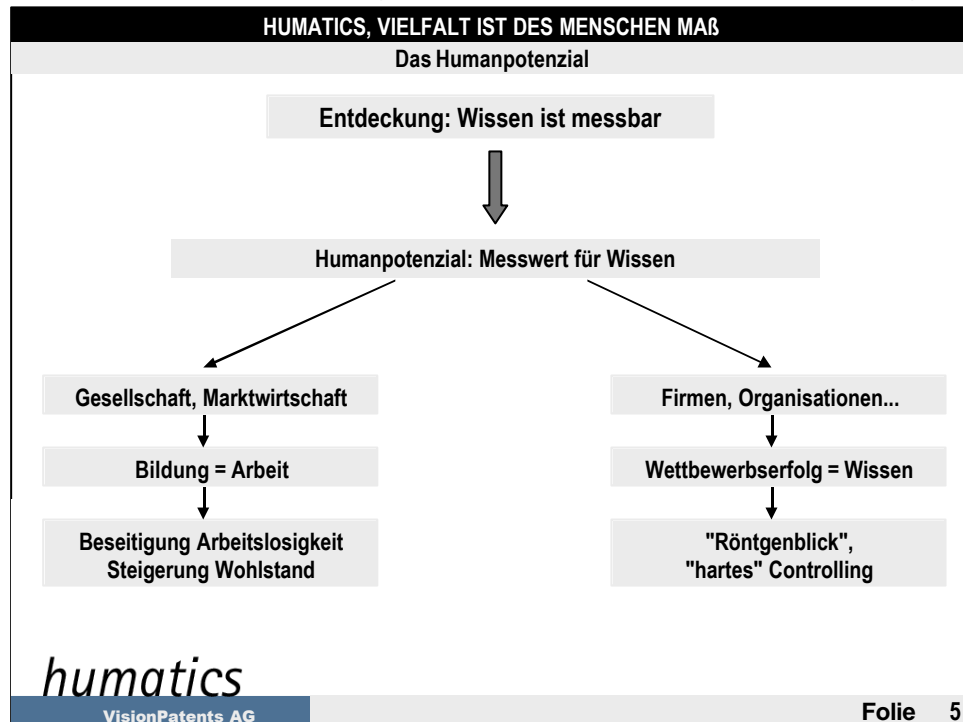 HUMATICS, VIELFALT IST DES MENSCHEN MAß
Das Humanpotenzial
Entdeckung: Wissen ist messbar
Humanpotenzial: Messwert für Wissen
Gesellschaft, Marktwirtschaft
Bildung = Arbeit
Beseitigung Arbeitslosigkeit
Steigerung Wohlstand
Firmen, Organisationen...
Wettbewerbserfolg = Wissen
"Röntgenblick",
"hartes" Controlling
humatics
VisionPatents AG
Folie 5